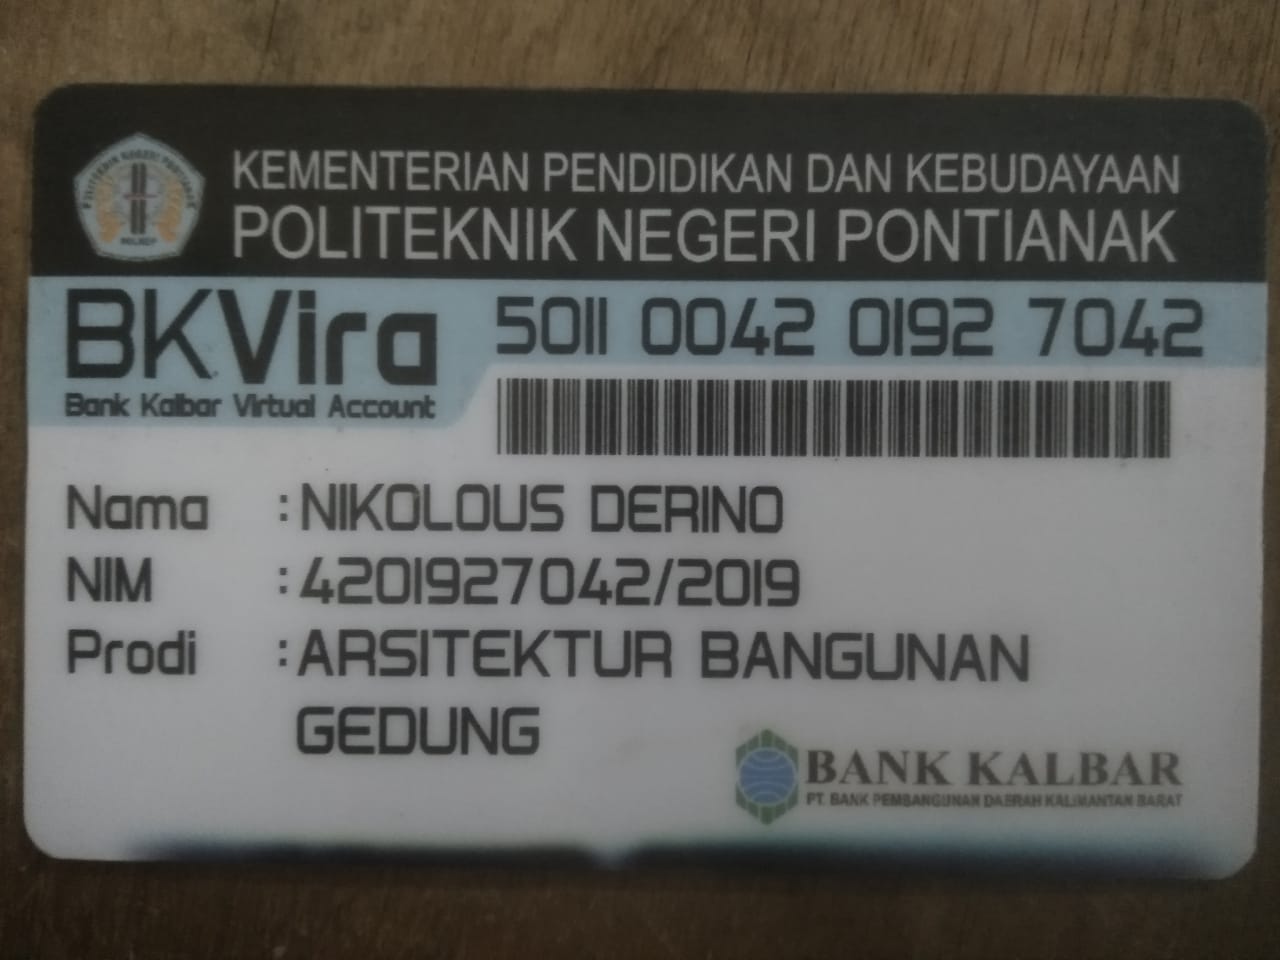 POLITEKNIK NEGERI PONTIANAK
POLNEP
KEMENTERIAN PENDIDIKAN DAN KEBUDAYAAN
POLITEKNIK NEGERI PONTIANAK
BKVira
Bank Kalbar Virtual Account
5011 0042 0192 7042
Nama : NIKOLOUS DERINO
NIM : 4201927042/2019
Prodi : ARSITEKTUR BANGUNAN
GEDUNG
BANK KALBAR
PT. BANK PEMBANGUNAN DAERAH KALIMANTAN BARAT